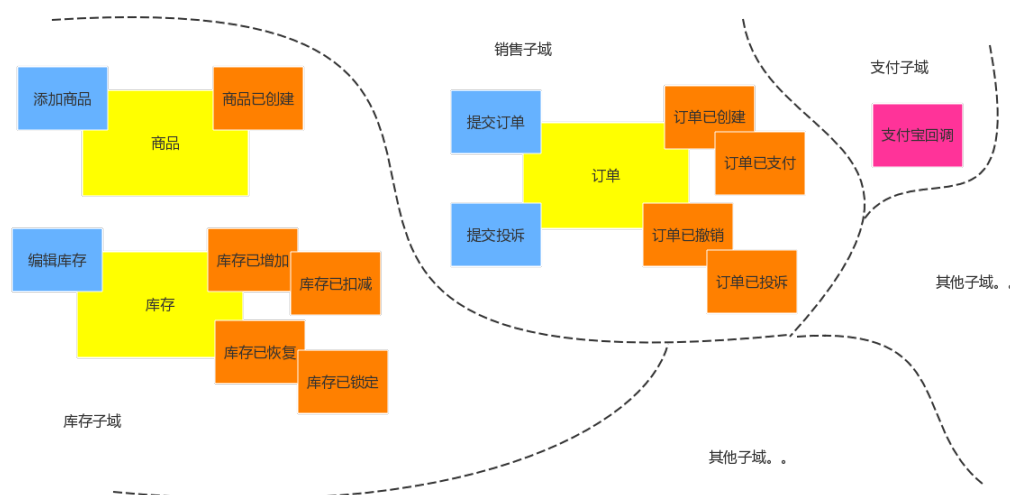 销售子域
支付子域
添加商品
商品已创建
商品
提交订单
订单已创建
支付宝回调
订单已支付
订单
提交投诉
订单已撤销
订单已投诉
编辑库存
库存已增加
库存已扣减
库存
库存已恢复
库存已锁定
其他子域。。
库存子域
其他子域。。